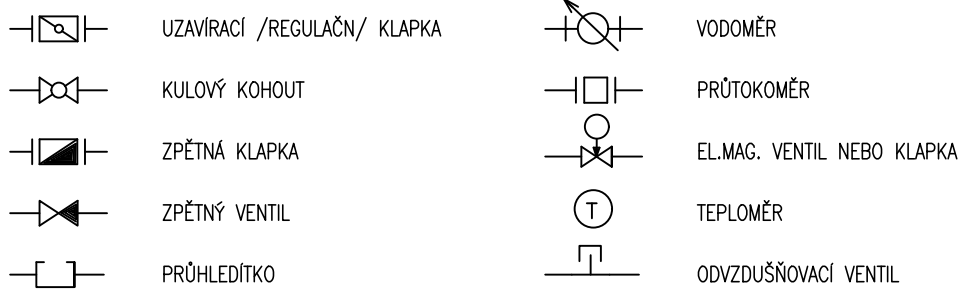 UZAVÍRACÍ /REGULAČN/ KLAPKA
KULOVÝ KOHOUT
ZPĚTNÁ KLAPKA
ZPĚTNÝ VENTIL
PRŮHLEDÍTKO
VODOMĚR
PRŮTOKOMĚR
EL.MAG. VENTIL NEBO KLAPKA
T
TEPLOMĚR
ODVZDUŠŇOVACÍ VENTIL